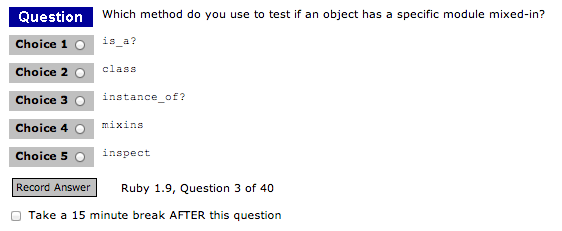 Question Which method do you use to test if an object has a specific module mixed-in?
Choice 1 is_a?
Choice 2 class
Choice 3 instance_of?
Choice 4 mixins
Choice 5 inspect
Record Answer Ruby 1.9, Question 3 of 40
Take a 15 minute break AFTER this question